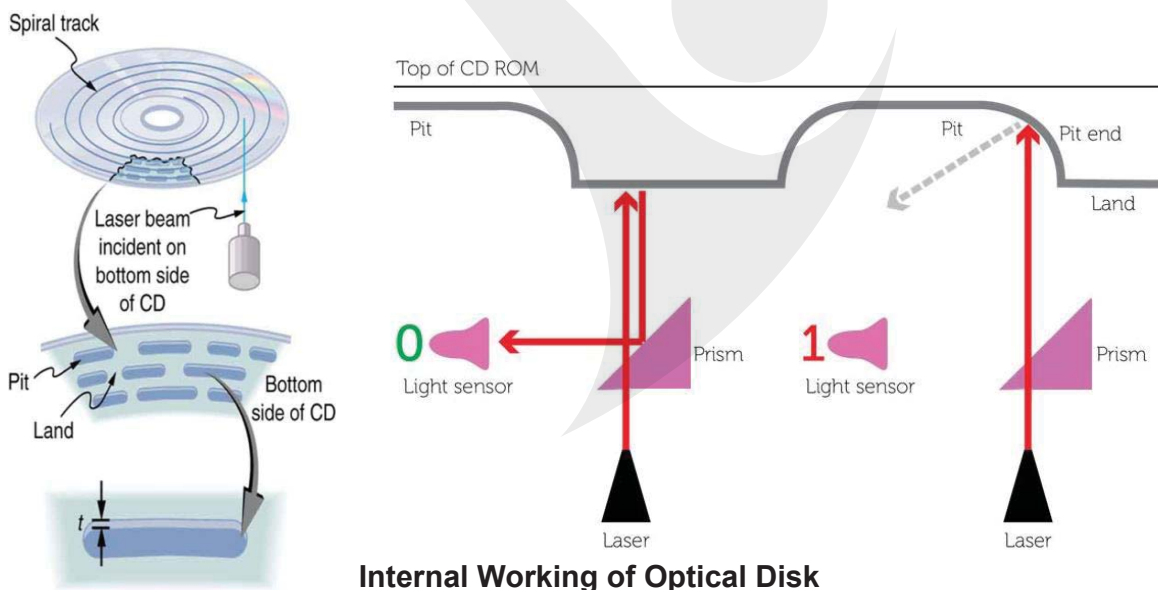 Spiral track
Laser beam
incident on
bottom side
of CD
Pit
Land
Bottom
side of CD
t
Top of CD ROM
Pit
Pit
Pit end
Land
0
Light sensor
Prism
1
Light sensor
Prism
Laser
Laser
Internal Working of Optical Disk